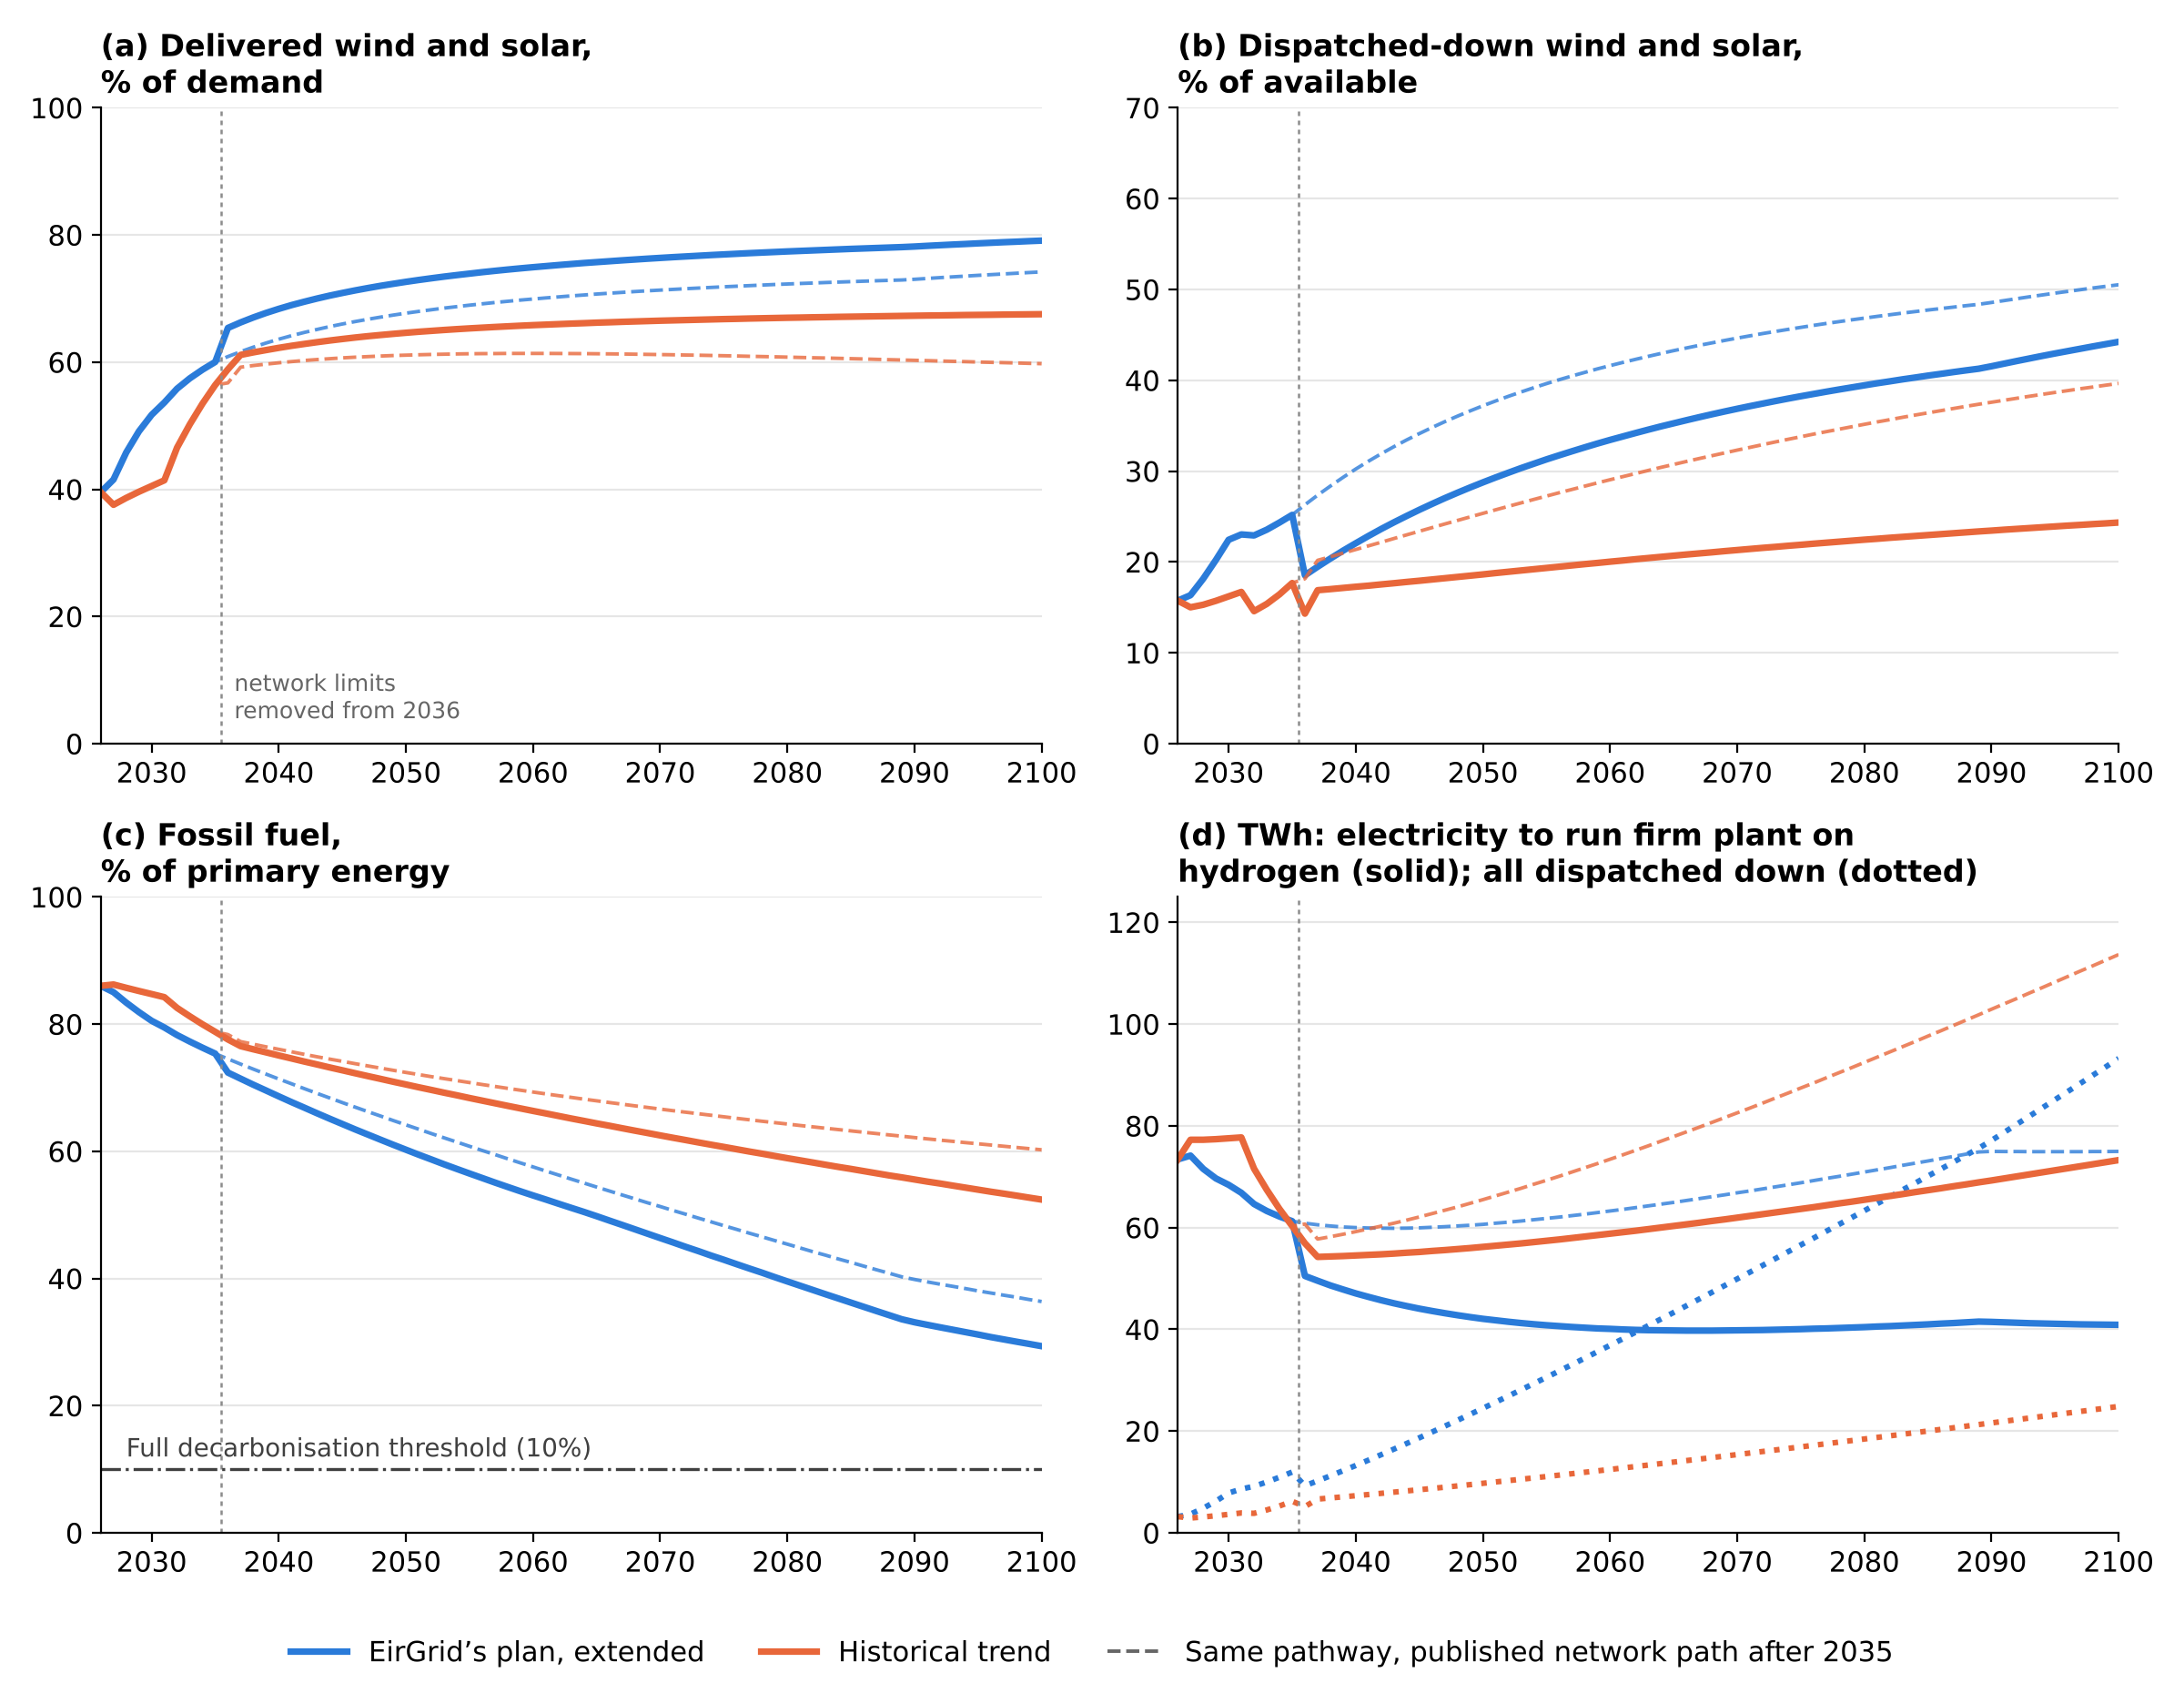 (a) Delivered wind and solar,
% of demand
100
80
60
40
20
0
network limits
removed from 2036
2030 2040 2050 2060 2070 2080 2090 2100
(b) Dispatched-down wind and solar,
% of available
70
60
50
40
30
20
10
0
2030 2040 2050 2060 2070 2080 2090 2100
(c) Fossil fuel,
% of primary energy
100
80
60
40
20
0
Full decarbonisation threshold (10%)
2030 2040 2050 2060 2070 2080 2090 2100
(d) TWh: electricity to run firm plant on
hydrogen (solid); all dispatched down (dotted)
120
100
80
60
40
20
0
2030 2040 2050 2060 2070 2080 2090 2100
EirGrid’s plan, extended
Historical trend
Same pathway, published network path after 2035